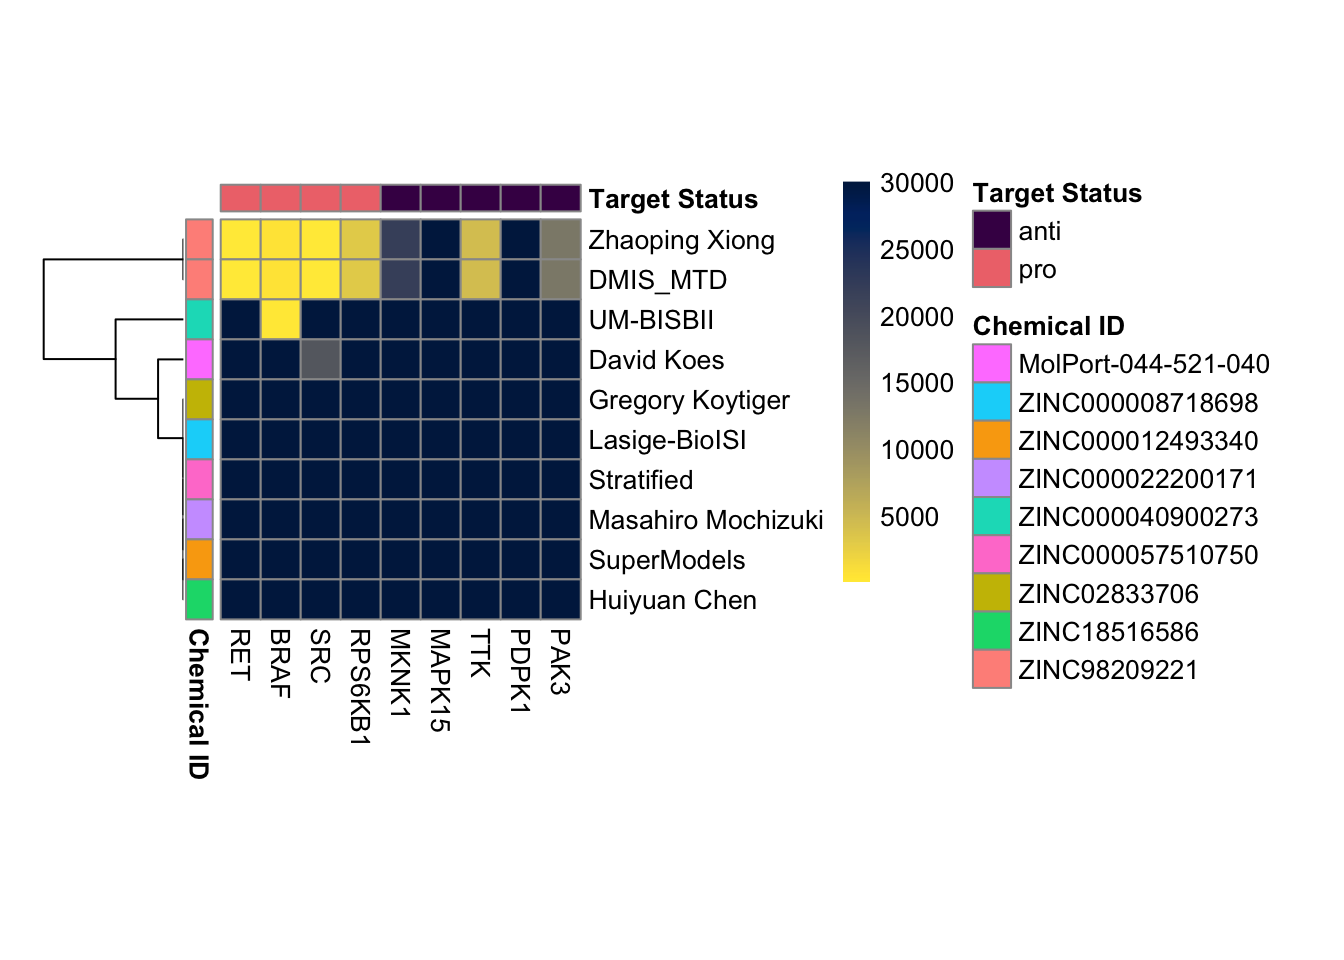 Target Status
Zhaoping Xiong
DMIS_MTD
UM-BISBII
David Koes
Gregory Koytiger
Lasige-BioISI
Stratified
Masahiro Mochizuki
SuperModels
Huiyuan Chen
Chemical ID
RET
BRAF
SRC
RPS6KB1
MKNK1
MAPK15
TTK
PDPK1
PAK3
30000
25000
20000
15000
10000
5000
Target Status
anti
pro
Chemical ID
MolPort-044-521-040
ZINC000008718698
ZINC000012493340
ZINC000022200171
ZINC000040900273
ZINC000057510750
ZINC02833706
ZINC18516586
ZINC98209221